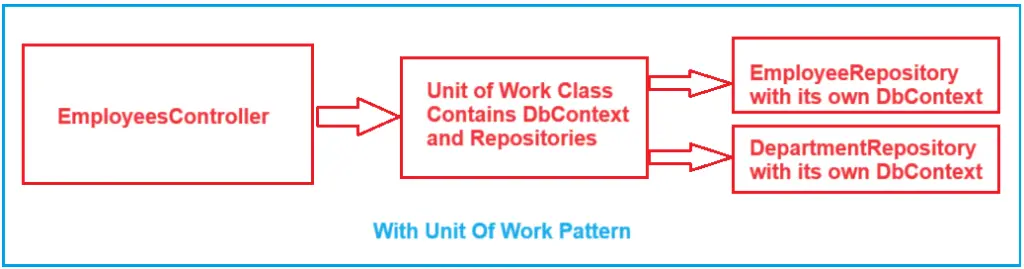 EmployeesController
Unit of Work Class
Contains DbContext
and Repositories
EmployeeRepository
with its own DbContext
DepartmentRepository
with its own DbContext
With Unit Of Work Pattern